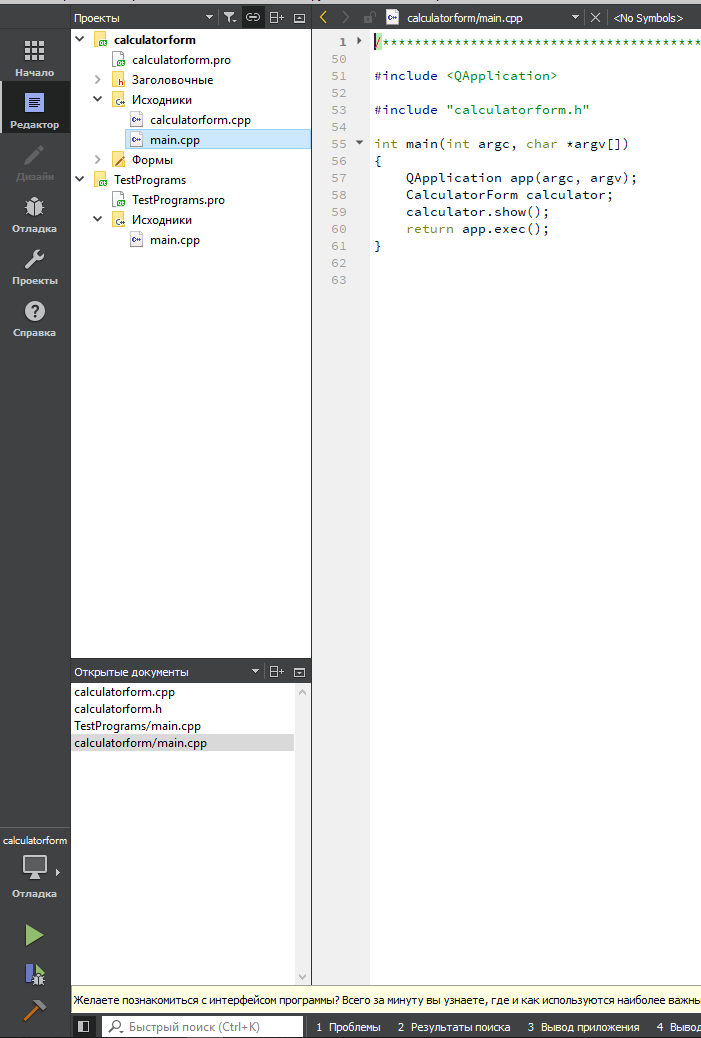 Проекты
calculatorform/main.cpp
<No Symbols>
Начало
Редактор
Дизайн
Отладка
Проекты
Справка
calculatorform
calculatorform.pro
Заголовочные
Исходники
calculatorform.cpp
main.cpp
Формы
TestPrograms
TestPrograms.pro
Исходники
main.cpp
1 /****************************************
50
51 #include <QApplication>
52
53 #include "calculatorform.h"
54
55 int main(int argc, char *argv[])
56 {
57     QApplication app(argc, argv);
58     CalculatorForm calculator;
59     calculator.show();
60     return app.exec();
61 }
62
63
Открытые документы
calculatorform.cpp
calculatorform.h
TestPrograms/main.cpp
calculatorform/main.cpp
calculatorform
Отладка
Желаете познакомиться с интерфейсом программы? Всего за минуту вы узнаете, где и как используются наиболее важны
Быстрый поиск (Ctrl+K)
1 Проблемы
2 Результаты поиска
3 Вывод приложения
4 Вывод